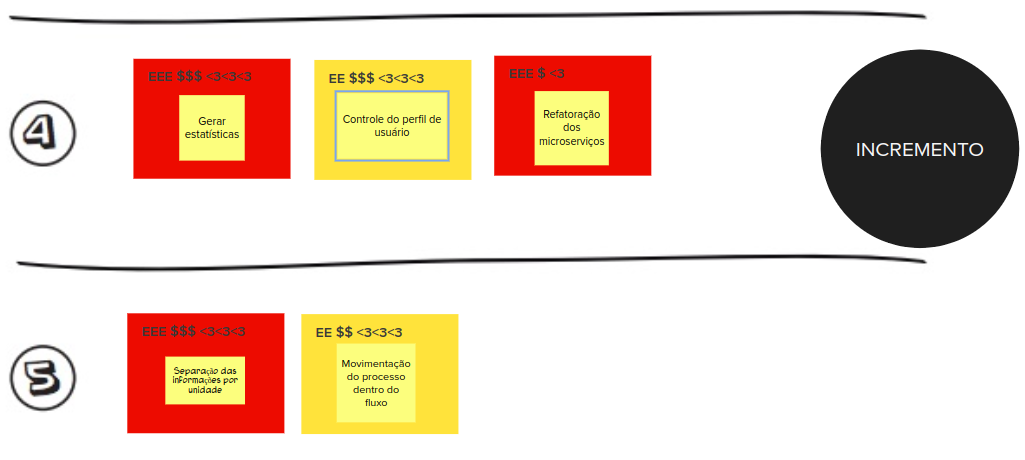 4
EEE $$$ <3<3<3
Gerar
estatísticas
EE $$$ <3<3<3
Controle do perfil de
usuário
EEE $ <3
Refatoração
dos
microserviços
INCREMENTO
5
EEE $$$ <3<3<3
Separação das
informações por
unidade
EE $$ <3<3<3
Movimentação
do processo
dentro do
fluxo